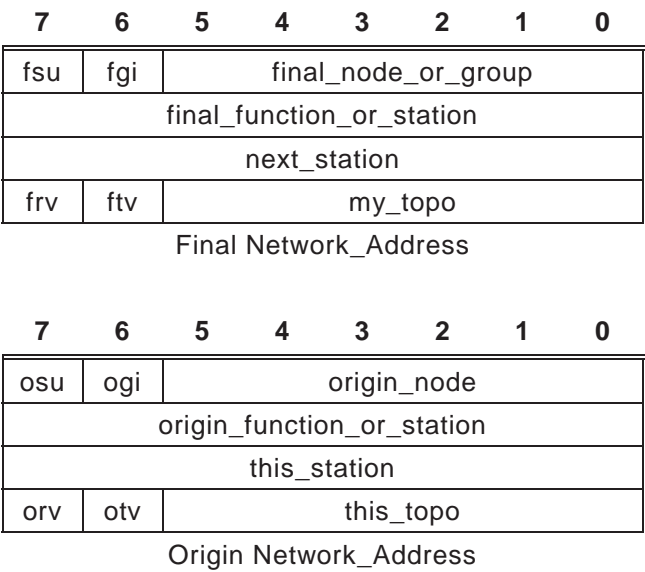 7 6 5 4 3 2 1 0
fsu fgi final_node_or_group
final_function_or_station
next_station
frv ftv my_topo
Final Network_Address
7 6 5 4 3 2 1 0
osu ogi origin_node
origin_function_or_station
this_station
orv otv this_topo
Origin Network_Address